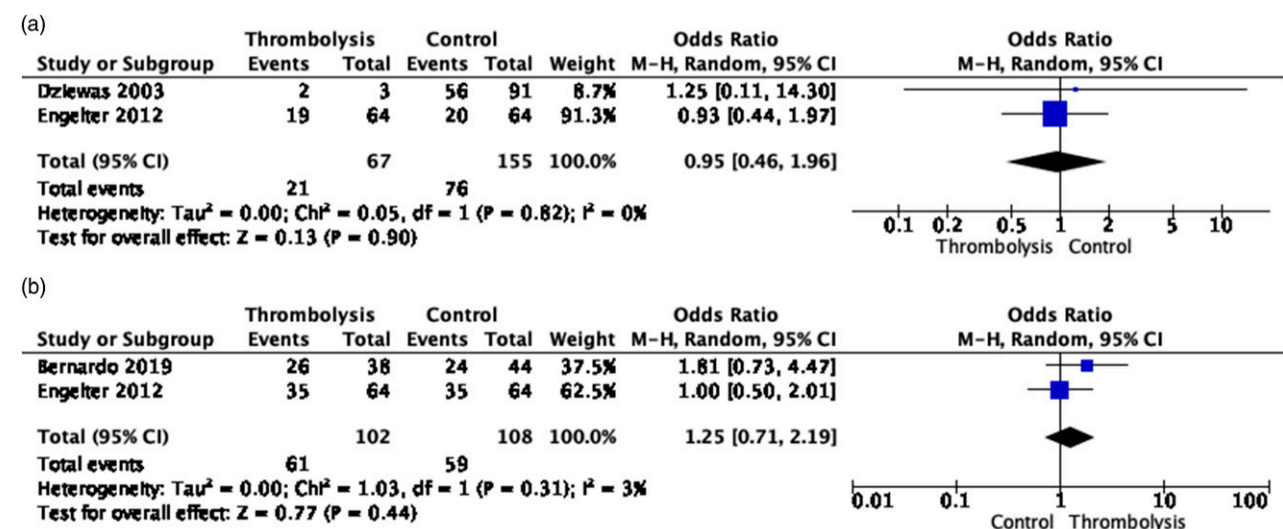 (a)
Thrombolysis Control Odds Ratio Odds Ratio
Study or Subgroup Events Total Events Total Weight M-H, Random, 95% CI M-H, Random, 95% CI
Dziewas 2003 2 3 56 91 8.7% 1.25 [0.11, 14.30]
Engelter 2012 19 64 20 64 91.3% 0.93 [0.44, 1.97]
Total (95% CI) 67 155 100.0% 0.95 [0.46, 1.96]
Total events 21 76
Heterogeneity: Tau² = 0.00; Chi² = 0.05, df = 1 (P = 0.82); I² = 0%
Test for overall effect: Z = 0.13 (P = 0.90)
0.1 0.2 0.5 1 2 5 10
Thrombolysis Control
(b)
Thrombolysis Control Odds Ratio Odds Ratio
Study or Subgroup Events Total Events Total Weight M-H, Random, 95% CI M-H, Random, 95% CI
Bernardo 2019 26 38 24 44 37.5% 1.81 [0.73, 4.47]
Engelter 2012 35 64 35 64 62.5% 1.00 [0.50, 2.01]
Total (95% CI) 102 108 100.0% 1.25 [0.71, 2.19]
Total events 61 59
Heterogeneity: Tau² = 0.00; Chi² = 1.03, df = 1 (P = 0.31); I² = 3%
Test for overall effect: Z = 0.77 (P = 0.44)
0.01 0.1 1 10 100
Control Thrombolysis